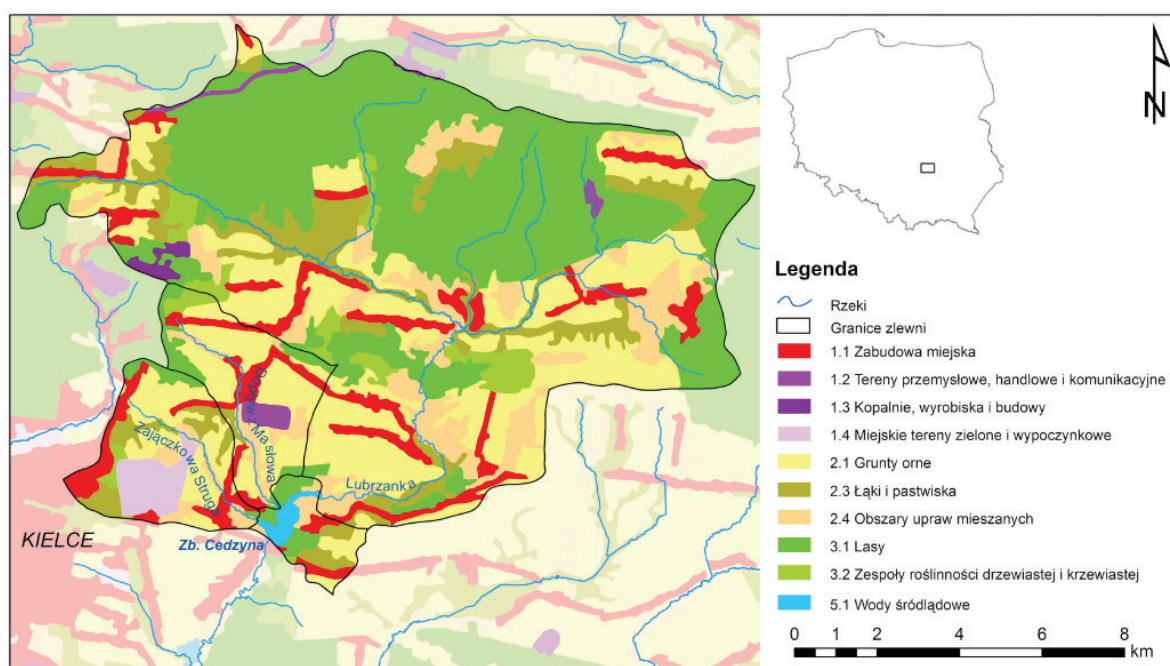 N
Legenda
Rzeki
Granice zlewni
1.1 Zabudowa miejska
1.2 Tereny przemysłowe, handlowe i komunikacyjne
1.3 Kopalnie, wyrobiska i budowy
1.4 Miejskie tereny zielone i wypoczynkowe
2.1 Grunty orne
2.3 Łąki i pastwiska
2.4 Obszary upraw mieszanych
3.1 Lasy
3.2 Zespoły roślinności drzewiastej i krzewiastej
5.1 Wody śródlądowe
0 1 2 4 6 8
km
Dopływ z Masłowa
Zajączkowa Struga
Lubrzanka
KIELCE
Zb. Cedzyna